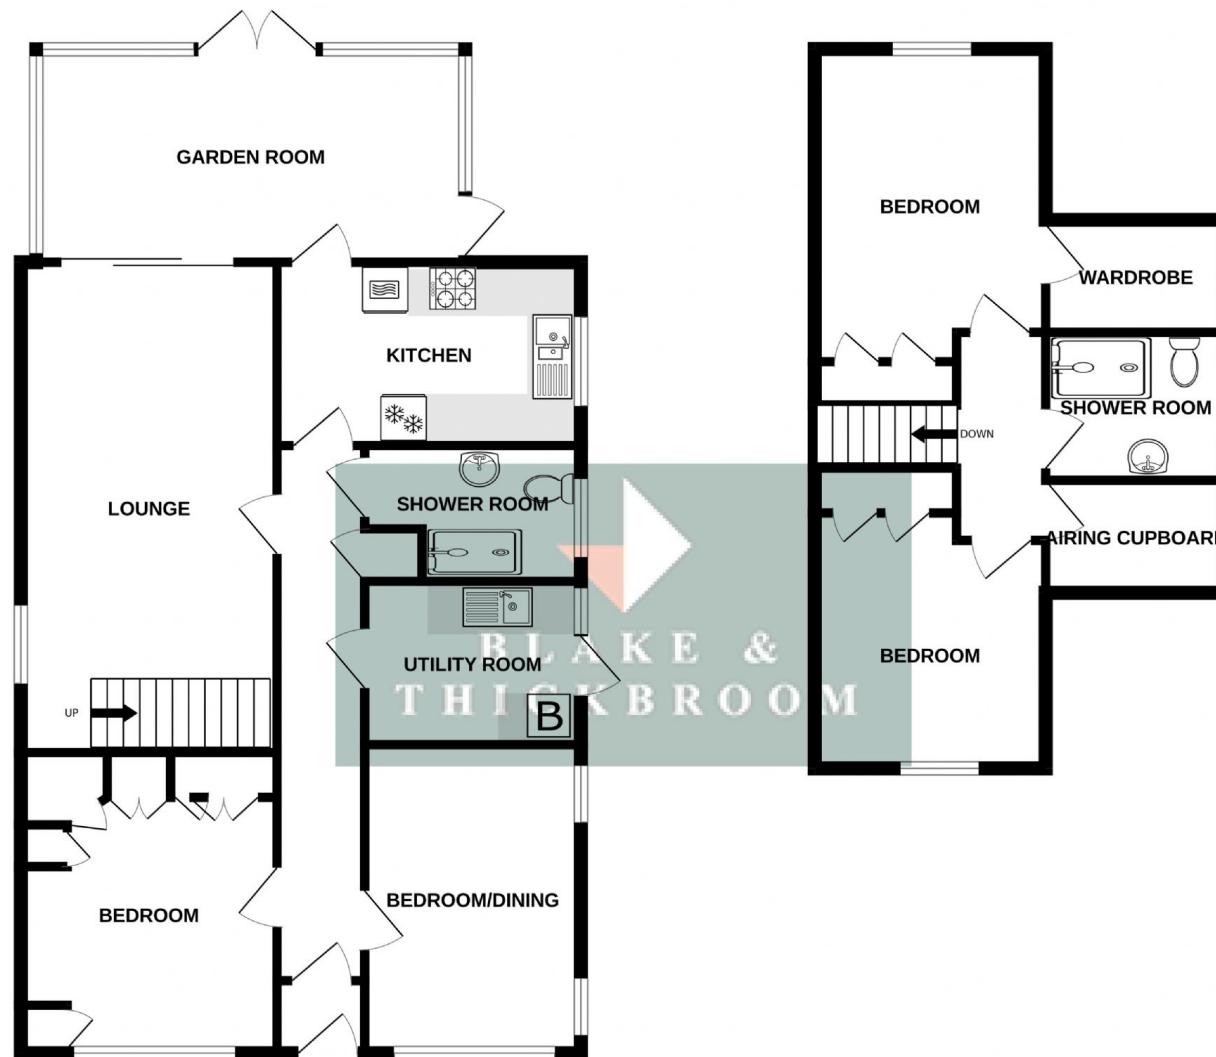 GARDEN ROOM
KITCHEN
LOUNGE
SHOWER ROOM
UTILITY ROOM
B
UP
BEDROOM
BEDROOM/DINING
BLAKE &
THICKBROOM
BEDROOM
WARDROBE
SHOWER ROOM
DOWN
AIRING CUPBOARD
BEDROOM